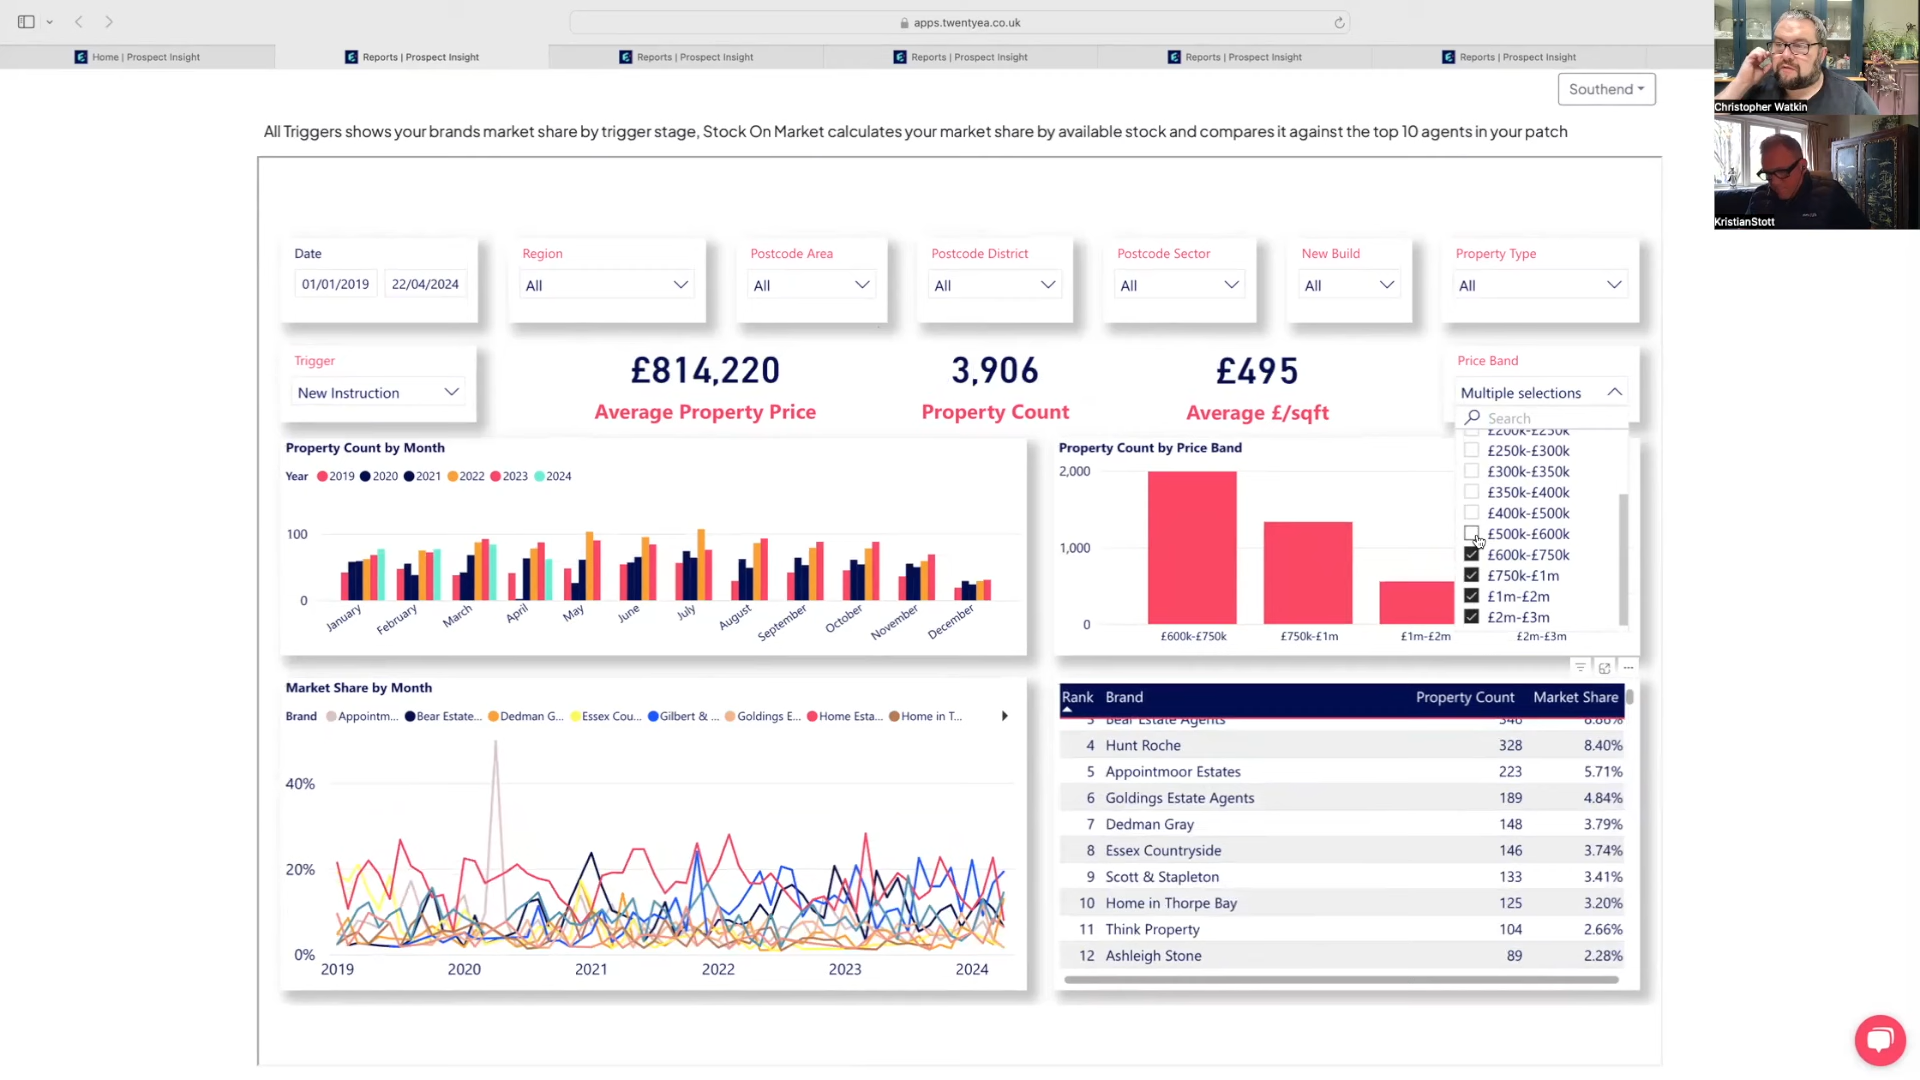 apps.twentyea.co.uk
Home | Prospect Insight
Reports | Prospect Insight
Reports | Prospect Insight
Reports | Prospect Insight
Reports | Prospect Insight
Reports | Prospect Insight
Christopher Watkin
KristianStott
Southend
All Triggers shows your brands market share by trigger stage, Stock On Market calculates your market share by available stock and compares it against the top 10 agents in your patch
Date
01/01/2019 22/04/2024
Region
All
Postcode Area
All
Postcode District
All
Postcode Sector
All
New Build
All
Property Type
All
Trigger
New Instruction
£814,220
Average Property Price
3,906
Property Count
£495
Average £/sqft
Price Band
Multiple selections
Search
£200k-£250k
£250k-£300k
£300k-£350k
£350k-£400k
£400k-£500k
£500k-£600k
£600k-£750k
£750k-£1m
£1m-£2m
£2m-£3m
Property Count by Month
Year 2019 2020 2021 2022 2023 2024
100
0
January February March April May June July August September October November December
Property Count by Price Band
2,000
1,000
0
£600k-£750k £750k-£1m £1m-£2m £2m-£3m
Market Share by Month
Brand Appointm... Bear Estate... Dedman G... Essex Cou... Gilbert & ... Goldings E... Home Esta... Home in T...
40%
20%
0%
2019 2020 2021 2022 2023 2024
Rank Brand Property Count Market Share
3 Bear Estate Agents 346 8.86%
4 Hunt Roche 328 8.40%
5 Appointmoor Estates 223 5.71%
6 Goldings Estate Agents 189 4.84%
7 Dedman Gray 148 3.79%
8 Essex Countryside 146 3.74%
9 Scott & Stapleton 133 3.41%
10 Home in Thorpe Bay 125 3.20%
11 Think Property 104 2.66%
12 Ashleigh Stone 89 2.28%